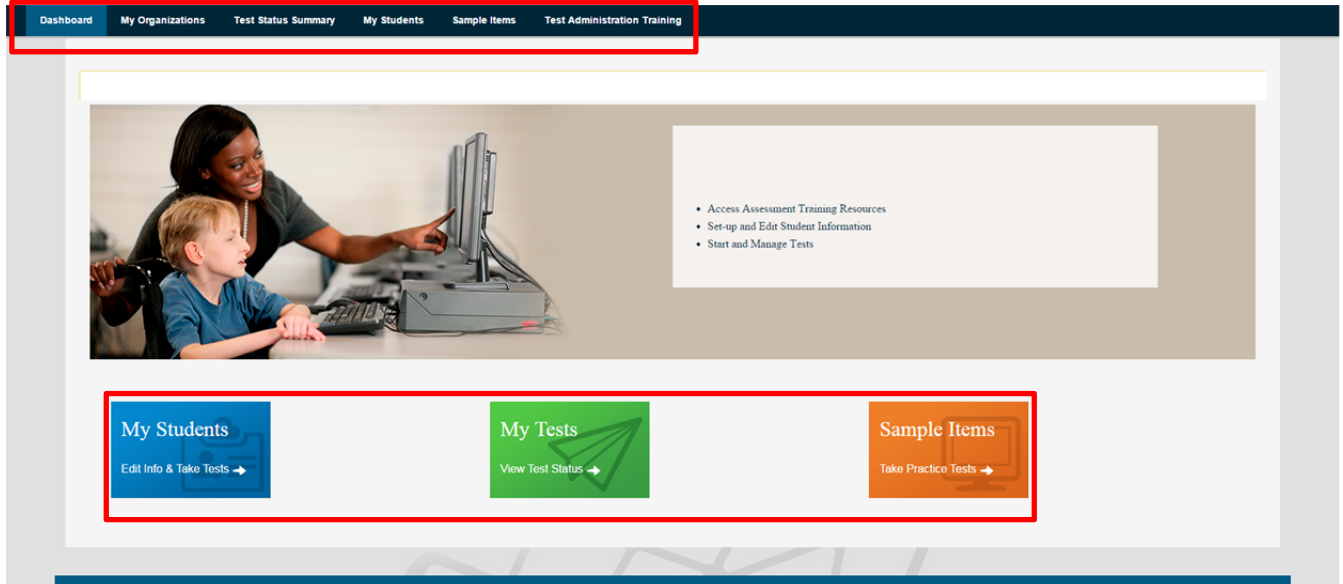 Dashboard My Organizations Test Status Summary My Students Sample Items Test Administration Training
• Access Assessment Training Resources
• Set-up and Edit Student Information
• Start and Manage Tests
My Students
Edit Info & Take Tests
My Tests
View Test Status
Sample Items
Take Practice Tests